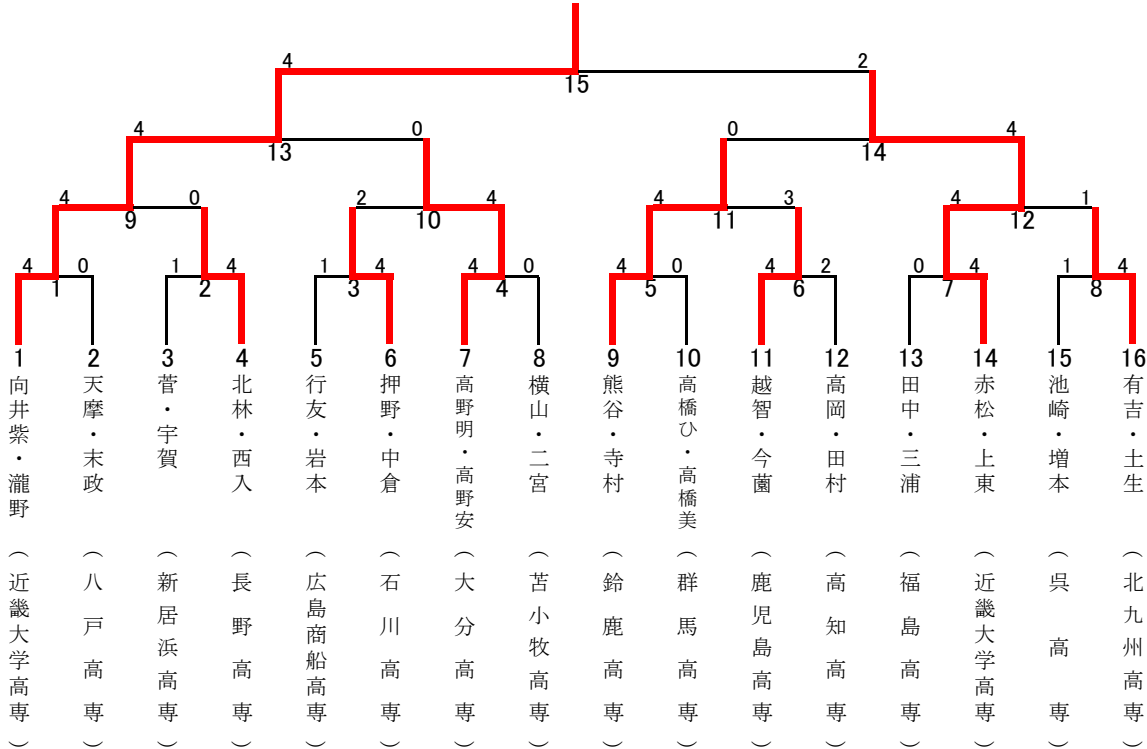 4 2
15
4 0 0 4
13 14
4 0 2 4 4 3 4 1
9 10 11 12
4 0 1 4 1 4 4 0 4 0 4 2 0 4 1 4
1 2 3 4 5 6 7 8
1 2 3 4 5 6 7 8 9 10 11 12 13 14 15 16
向井紫・瀧野
(近畿大学高専)
天摩・末政
(八戸高専)
菅・宇賀
(新居浜高専)
北林・西入
(長野高専)
行友・岩本
(広島商船高専)
押野・中倉
(石川高専)
高野明・高野安
(大分高専)
横山・二宮
(苫小牧高専)
熊谷・寺村
(鈴鹿高専)
高橋ひ・高橋美
(群馬高専)
越智・今薗
(鹿児島高専)
高岡・田村
(高知高専)
田中・三浦
(福島高専)
赤松・上東
(近畿大学高専)
池崎・増本
(呉高専)
有吉・土生
(北九州高専)